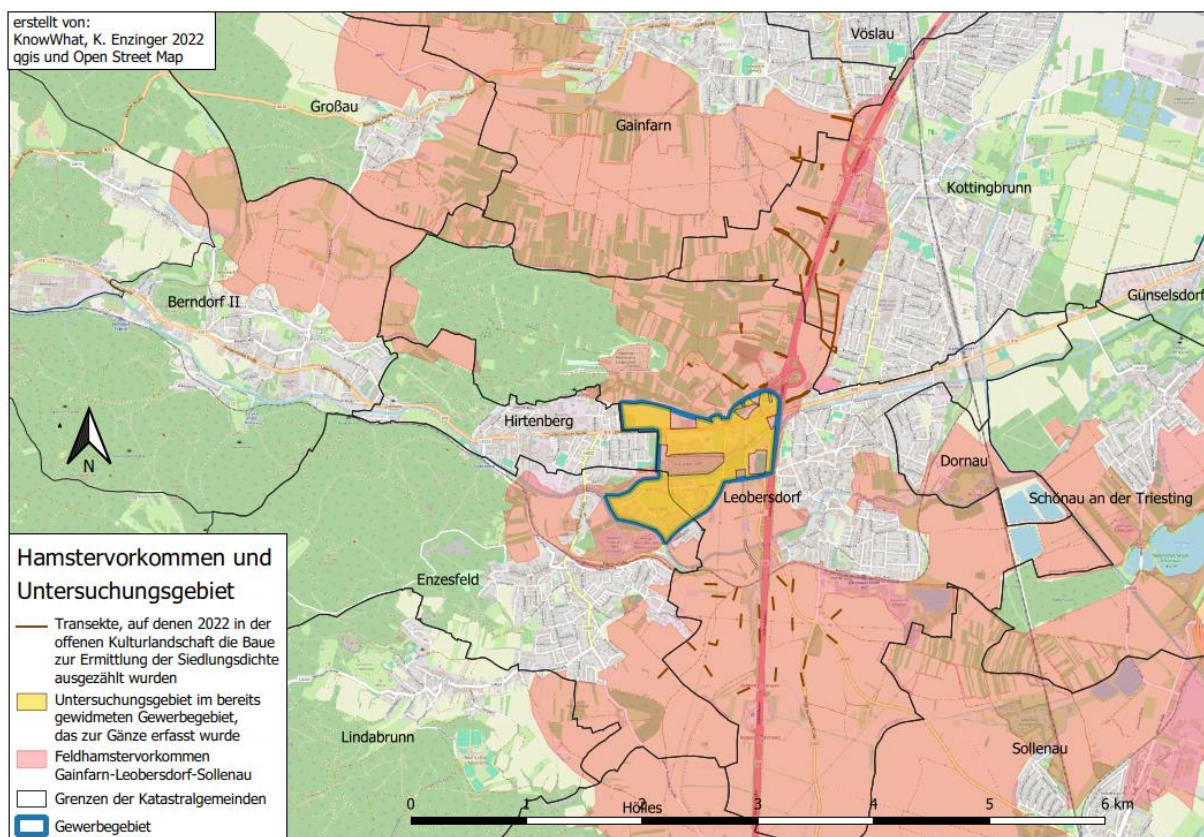 erstellt von:
KnowWhat, K. Enzinger 2022
qgis und Open Street Map
Vöslau
Großau
Gainfarn
Kottingbrunn
Günselsdorf
Berndorf II
Hirtenberg
Dornau
Leobersdorf
Schönau an der Triesting
N
Enzesfeld
Lindabrunn
Sollenau
Hölles
Hamstervorkommen und
Untersuchungsgebiet
Transekte, auf denen 2022 in der
offenen Kulturlandschaft die Baue
zur Ermittlung der Siedlungsdichte
ausgezählt wurden
Untersuchungsgebiet im bereits
gewidmeten Gewerbegebiet,
das zur Gänze erfasst wurde
Feldhamstervorkommen
Gainfarn-Leobersdorf-Sollenau
Grenzen der Katastralgemeinden
Gewerbegebiet
0 1 2 3 4 5 6 km